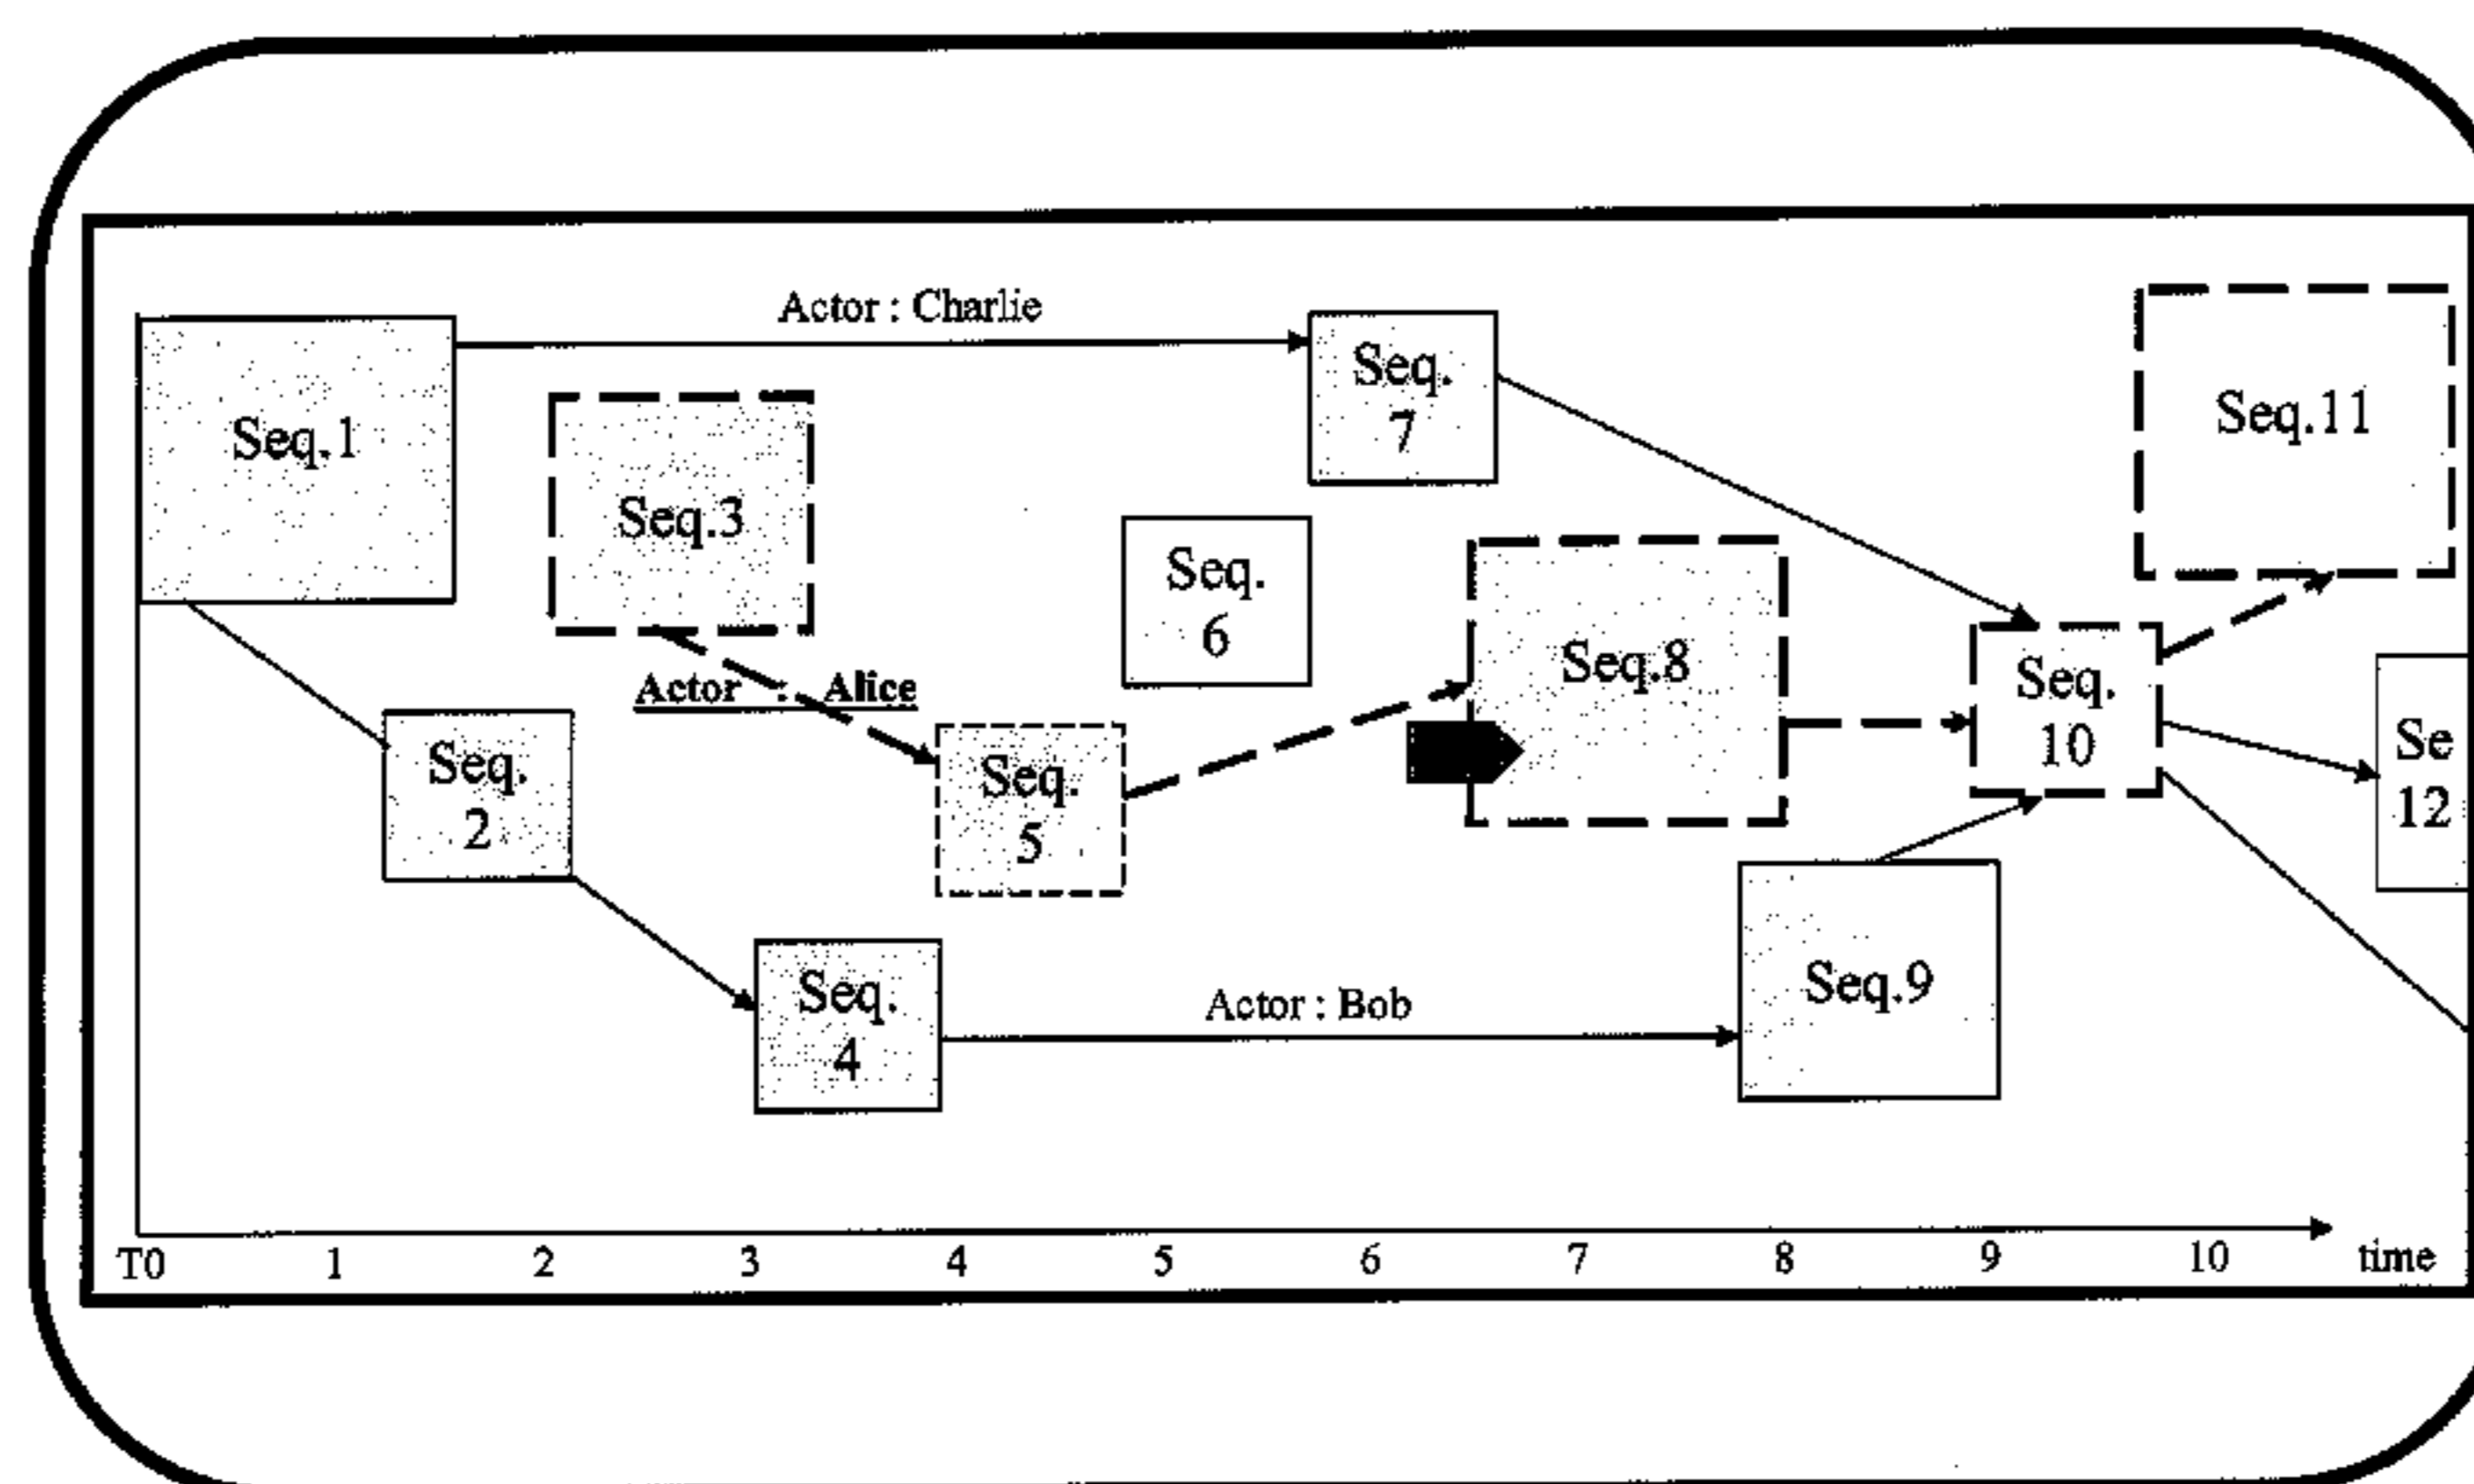 Actor : Charlie
Seq.1
Seq.
7
Seq.11
Seq.3
Seq.
6
Seq.8
Actor : Alice
Seq.
10
Seq.
2
Seq.
5
Se
12
Seq.
4
Actor : Bob
Seq.9
T0 1 2 3 4 5 6 7 8 9 10 time